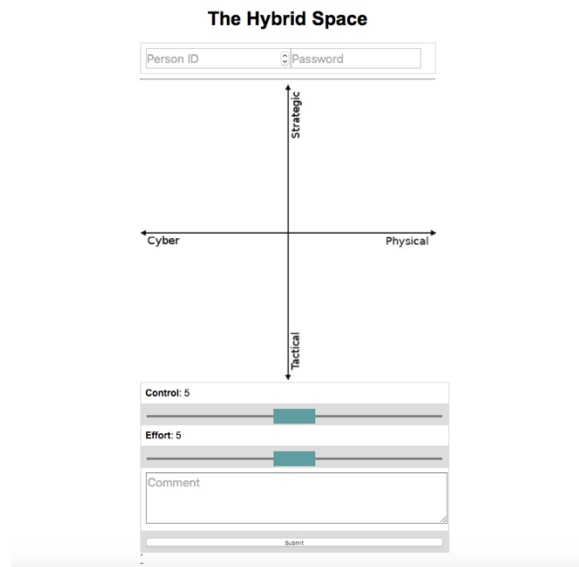 The Hybrid Space
Person ID Password
Strategic
Cyber Physical
Tactical
Control: 5
Effort: 5
Comment
Submit